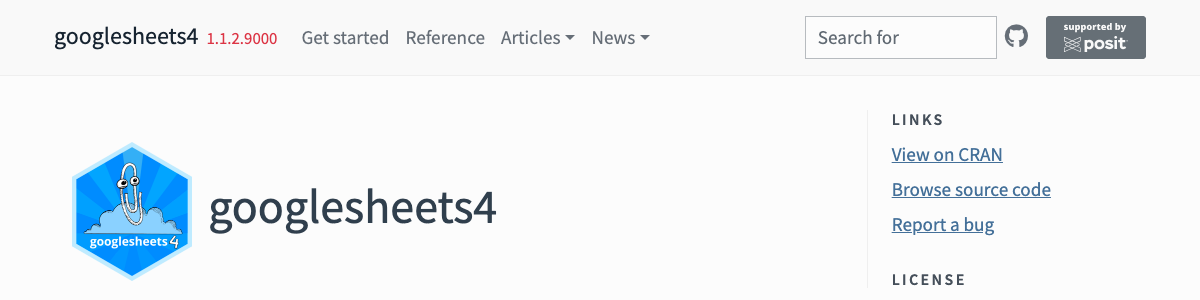 googlesheets4 1.1.2.9000 Get started Reference Articles News Search for supported by posit
googlesheets4
googlesheets4
LINKS
View on CRAN
Browse source code
Report a bug
LICENSE